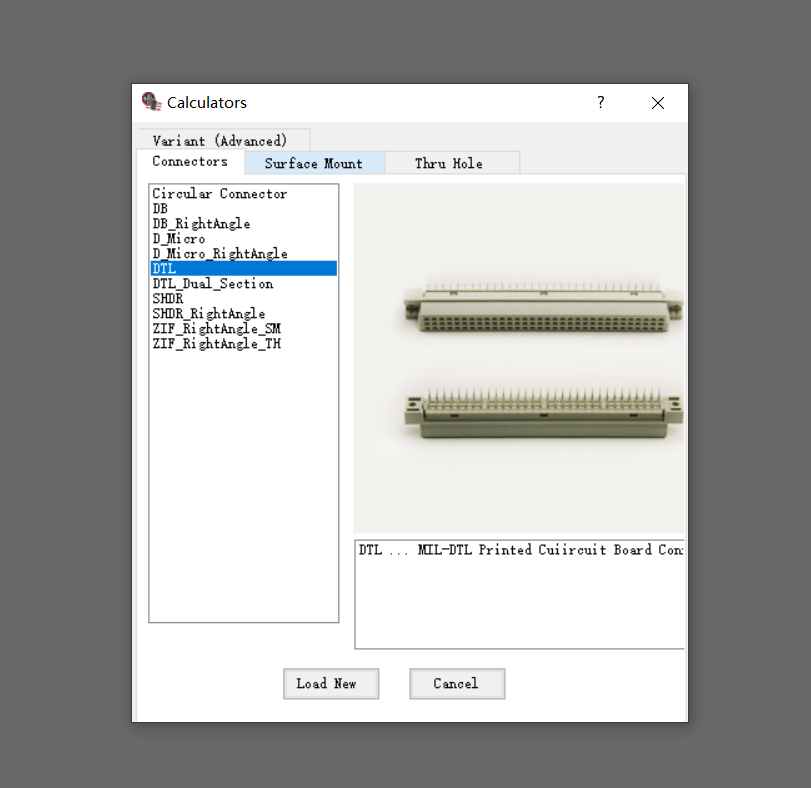 Calculators
?
Variant (Advanced)
Connectors
Surface Mount
Thru Hole
Circular Connector
DB
DB_RightAngle
D_Micro
D_Micro_RightAngle
DTL
DTL_Dual_Section
SHDR
SHDR_RightAngle
ZIF_RightAngle_SM
ZIF_RightAngle_TH
DTL ... MIL-DTL Printed Cuiircuit Board Con
Load New
Cancel